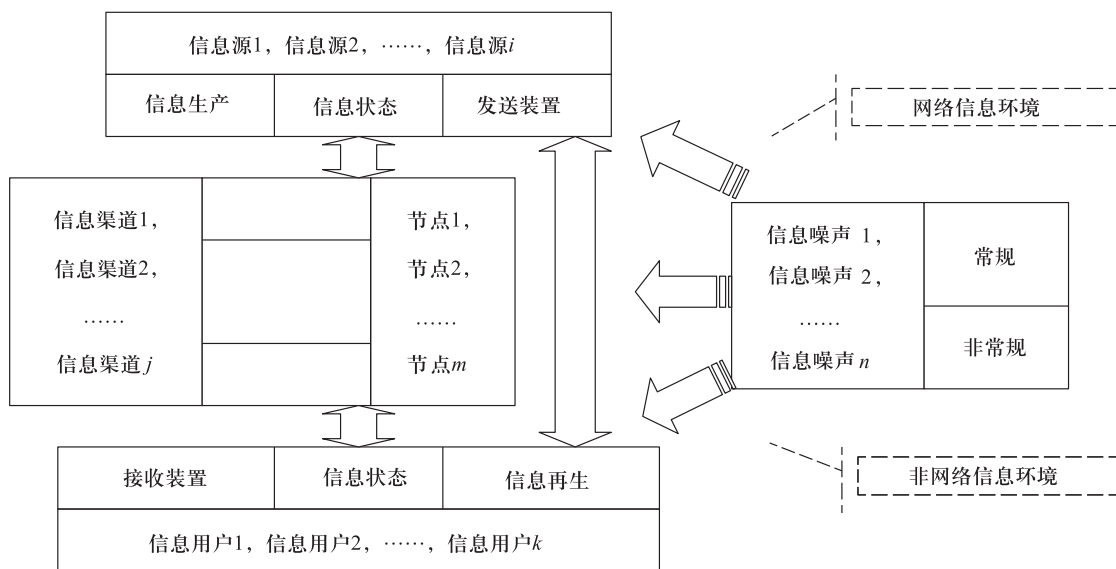 信息源1，信息源2，……，信息源i
信息生产
信息状态
发送装置
网络信息环境
信息渠道1，
信息渠道2，
……
信息渠道j
节点1，
节点2，
……
节点m
信息噪声 1，
信息噪声 2，
……
信息噪声 n
常规
非常规
接收装置
信息状态
信息再生
非网络信息环境
信息用户1，信息用户2，……，信息用户k